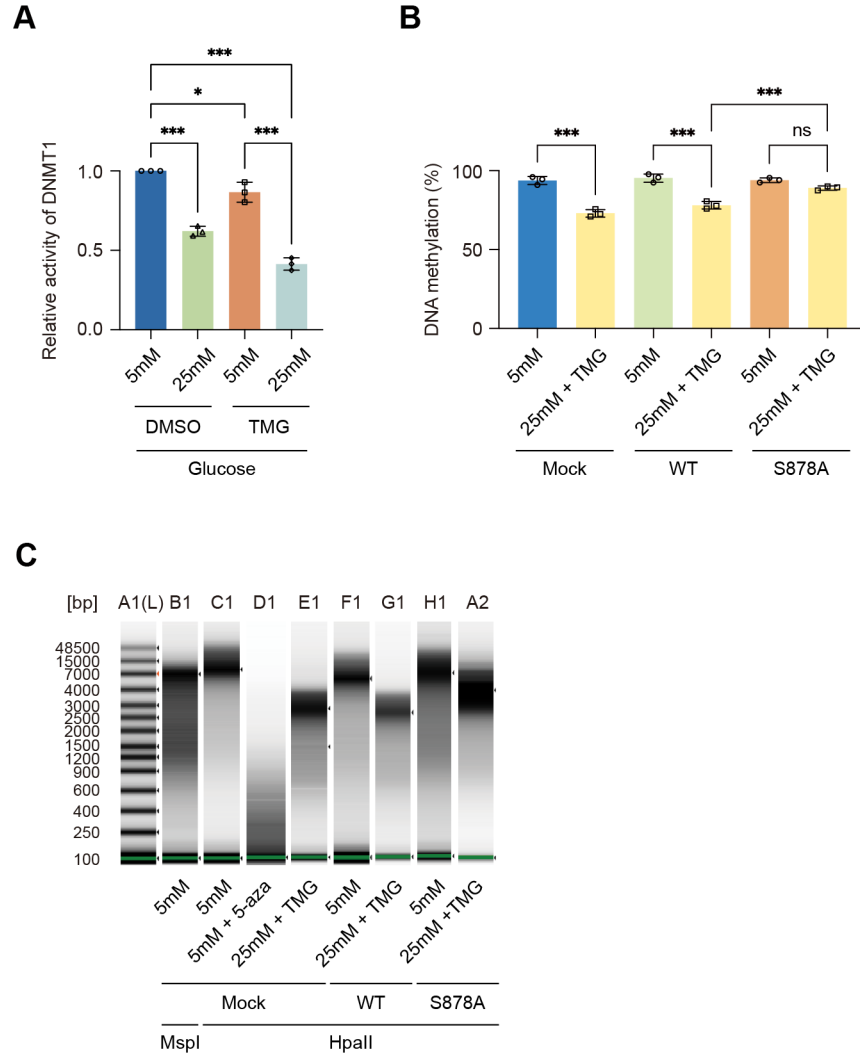 A
*** 
*
*** ***
Relative activity of DNMT1
1.0
0.5
0.0
5mM 25mM 5mM 25mM
DMSO TMG
Glucose
B
***
*** *** ns
DNA methylation (%)
100
50
0
5mM 25mM + TMG 5mM 25mM + TMG 5mM 25mM + TMG
Mock WT S878A
C
[bp] A1(L) B1 C1 D1 E1 F1 G1 H1 A2
48500
15000
7000
4000
3000
2500
2000
1500
1200
900
600
400
250
100
5mM 5mM 5mM + 5-aza 25mM + TMG 5mM 25mM + TMG 5mM 25mM +TMG
Mock WT S878A
MspI HpaII